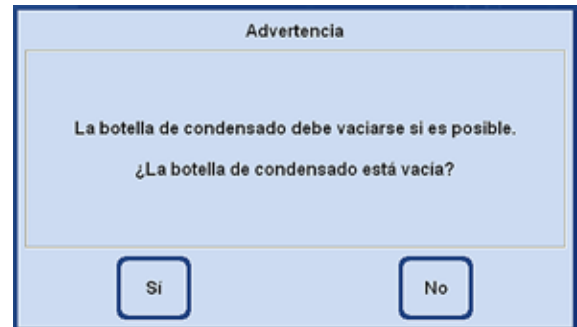 Advertencia
La botella de condensado debe vaciarse si es posible.
¿La botella de condensado está vacía?
Sí
No